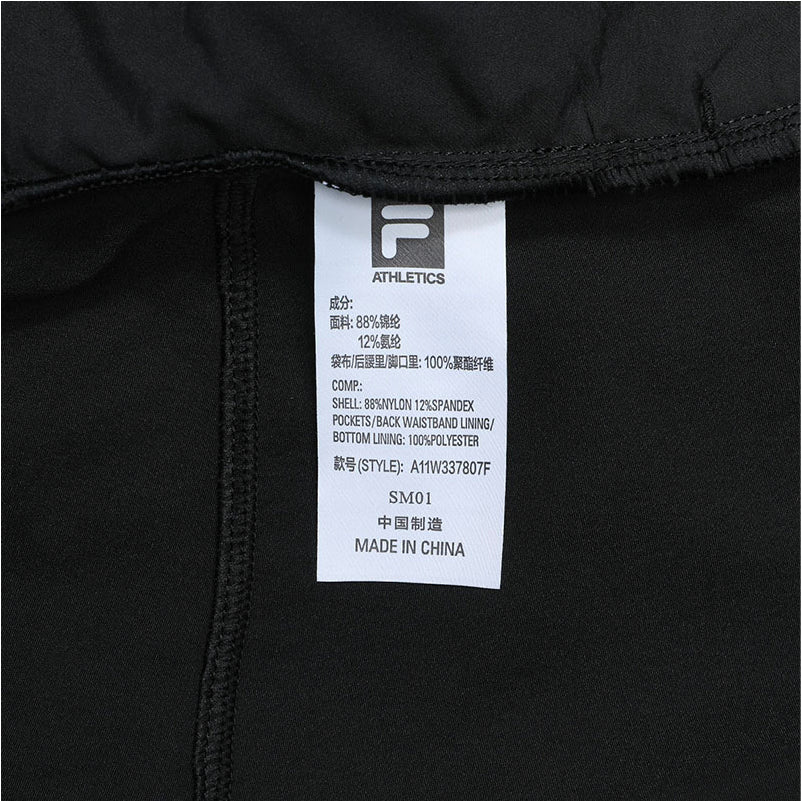 F
ATHLETICS
成分:
面料: 88%锦纶
12%氨纶
袋布/后腰里/脚口里: 100%聚酯纤维
COMP.:
SHELL: 88%NYLON 12%SPANDEX
POCKETS/BACK WAISTBAND LINING/
BOTTOM LINING: 100%POLYESTER
款号(STYLE): A11W337807F
SM01
中国制造
MADE IN CHINA